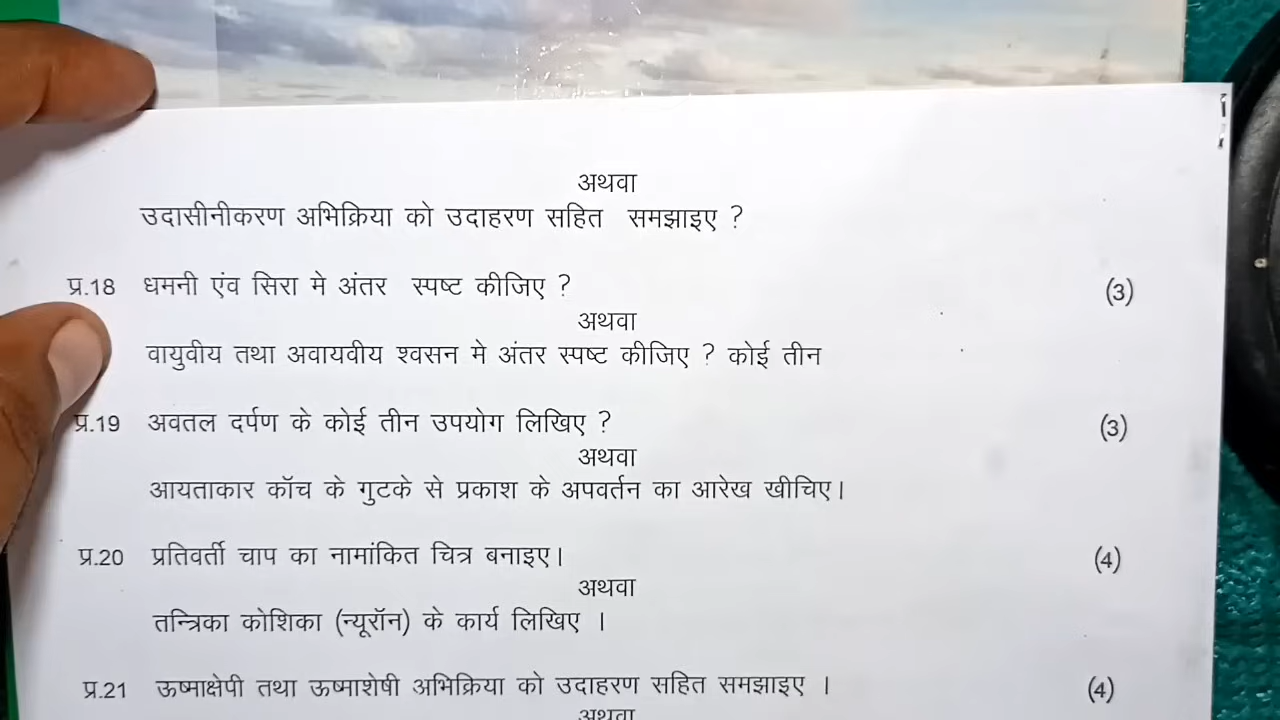 अथवा
उदासीनीकरण अभिक्रिया को उदाहरण सहित समझाइए ?
प्र.18 धमनी एंव सिरा मे अंतर स्पष्ट कीजिए ? (3)
अथवा
वायुवीय तथा अवायवीय श्वसन मे अंतर स्पष्ट कीजिए ? कोई तीन
प्र.19 अवतल दर्पण के कोई तीन उपयोग लिखिए ? (3)
अथवा
आयताकार कॉच के गुटके से प्रकाश के अपवर्तन का आरेख खीचिए।
प्र.20 प्रतिवर्ती चाप का नामांकित चित्र बनाइए। (4)
अथवा
तन्त्रिका कोशिका (न्यूरॉन) के कार्य लिखिए ।
प्र.21 ऊष्माक्षेपी तथा ऊष्माशेषी अभिक्रिया को उदाहरण सहित समझाइए । (4)
अथवा